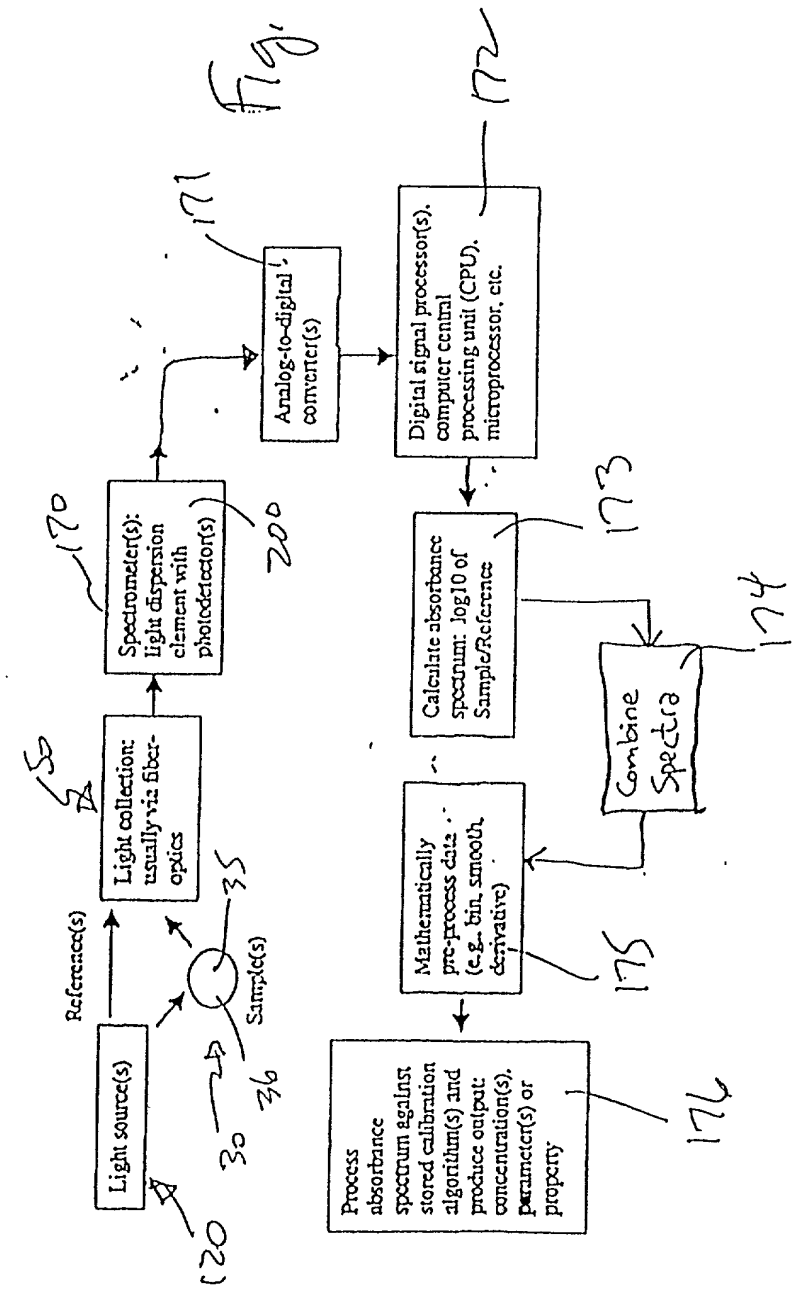 Fig.
Light source(s)
120
Reference(s)
30
36
35
Sample(s)
Light collection:
usually via fiber-
optics
50
Spectrometer(s):
light dispersion
element with
photodetector(s)
170
200
Analog-to-digital
converter(s)
171
Digital signal processor(s),
computer central
processing unit (CPU),
microprocessor, etc.
172
Calculate absorbance
spectrum: log10 of
Sample/Reference
173
Combine
Spectra
174
Mathematically
pre-process data
(e.g., bin, smooth,
derivative)
175
Process
absorbance
spectrum against
stored calibration
algorithm(s) and
produce output:
concentration(s),
parameter(s) or
property
176